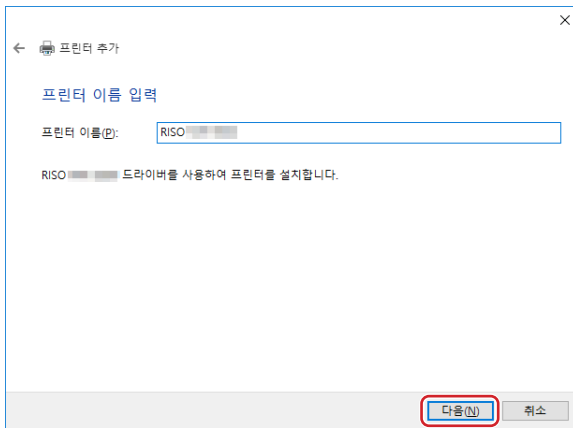 프린터 추가
프린터 이름 입력
프린터 이름(P): RISO
RISO 드라이버를 사용하여 프린터를 설치합니다.
다음(N) 취소